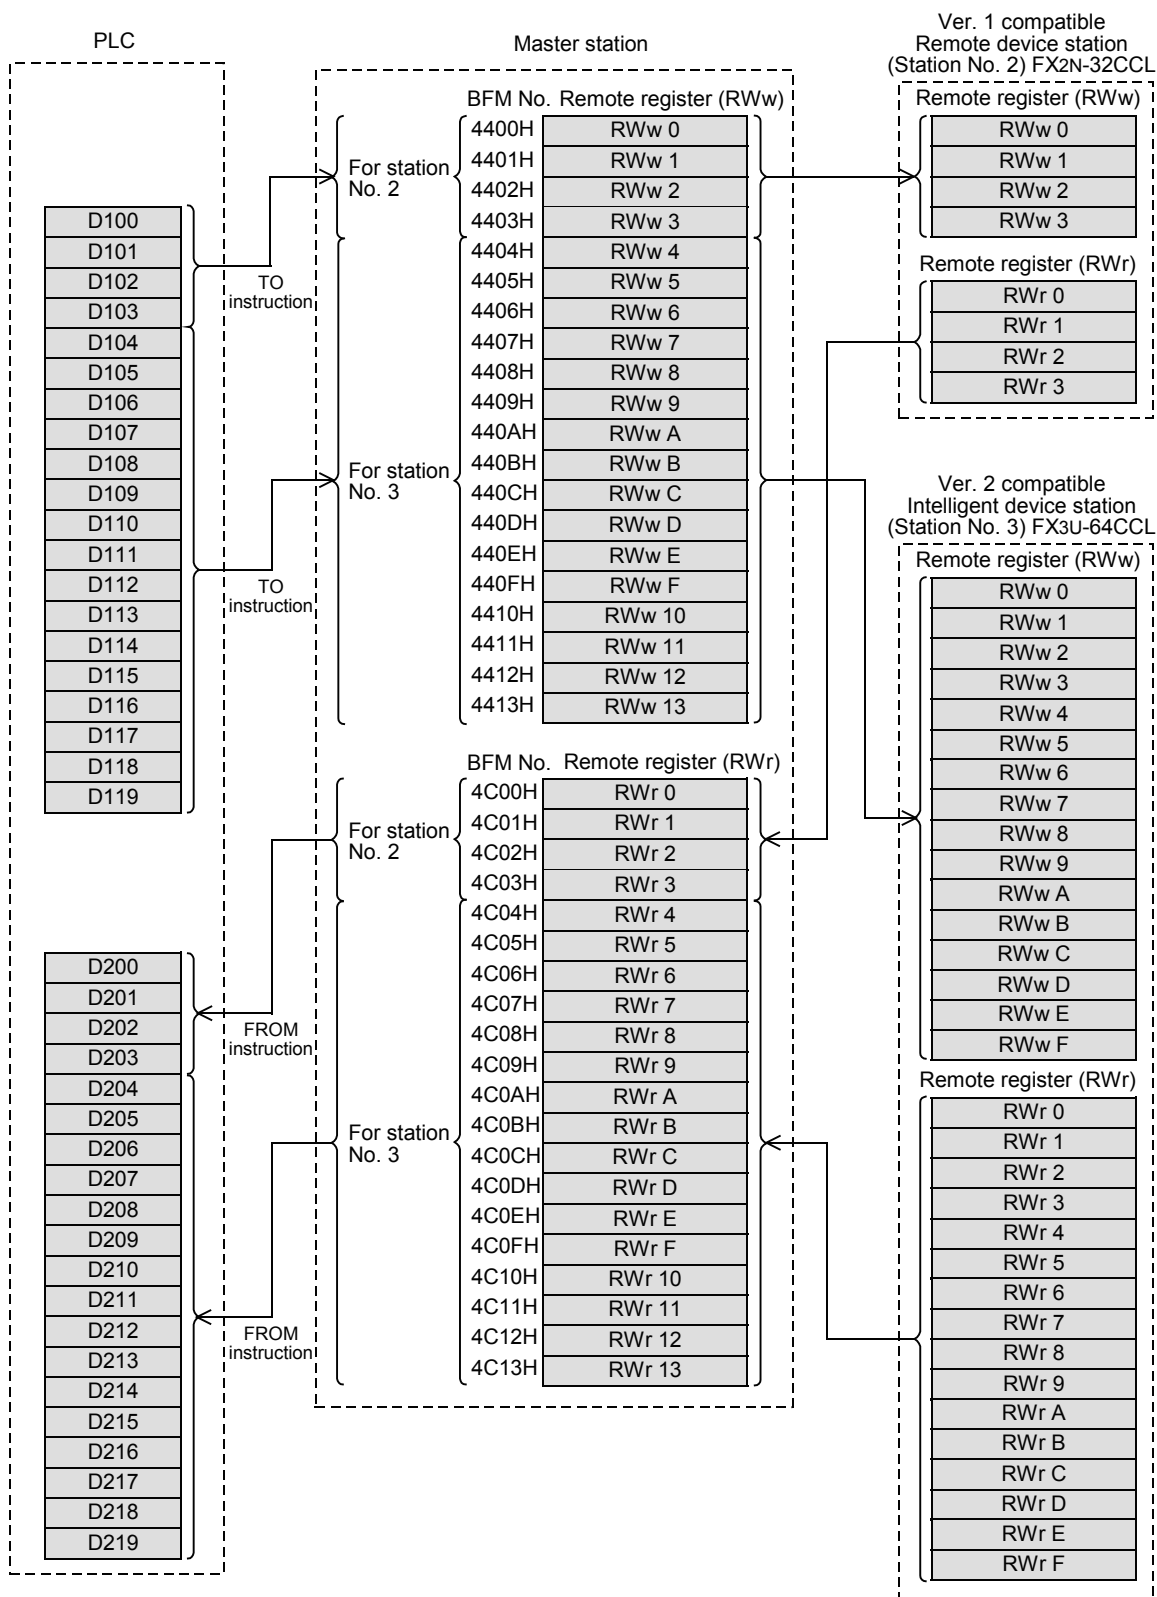 PLC
D100
D101
D102
D103
D104
D105
D106
D107
D108
D109
D110
D111
D112
D113
D114
D115
D116
D117
D118
D119
D200
D201
D202
D203
D204
D205
D206
D207
D208
D209
D210
D211
D212
D213
D214
D215
D216
D217
D218
D219
TO
instruction
TO
instruction
FROM
instruction
FROM
instruction
Master station
BFM No. Remote register (RWw)
For station
No. 2
4400H RWw 0
4401H RWw 1
4402H RWw 2
4403H RWw 3
For station
No. 3
4404H RWw 4
4405H RWw 5
4406H RWw 6
4407H RWw 7
4408H RWw 8
4409H RWw 9
440AH RWw A
440BH RWw B
440CH RWw C
440DH RWw D
440EH RWw E
440FH RWw F
4410H RWw 10
4411H RWw 11
4412H RWw 12
4413H RWw 13
BFM No. Remote register (RWr)
For station
No. 2
4C00H RWr 0
4C01H RWr 1
4C02H RWr 2
4C03H RWr 3
For station
No. 3
4C04H RWr 4
4C05H RWr 5
4C06H RWr 6
4C07H RWr 7
4C08H RWr 8
4C09H RWr 9
4C0AH RWr A
4C0BH RWr B
4C0CH RWr C
4C0DH RWr D
4C0EH RWr E
4C0FH RWr F
4C10H RWr 10
4C11H RWr 11
4C12H RWr 12
4C13H RWr 13
Ver. 1 compatible
Remote device station
(Station No. 2) FX2N-32CCL
Remote register (RWw)
RWw 0
RWw 1
RWw 2
RWw 3
Remote register (RWr)
RWr 0
RWr 1
RWr 2
RWr 3
Ver. 2 compatible
Intelligent device station
(Station No. 3) FX3U-64CCL
Remote register (RWw)
RWw 0
RWw 1
RWw 2
RWw 3
RWw 4
RWw 5
RWw 6
RWw 7
RWw 8
RWw 9
RWw A
RWw B
RWw C
RWw D
RWw E
RWw F
Remote register (RWr)
RWr 0
RWr 1
RWr 2
RWr 3
RWr 4
RWr 5
RWr 6
RWr 7
RWr 8
RWr 9
RWr A
RWr B
RWr C
RWr D
RWr E
RWr F